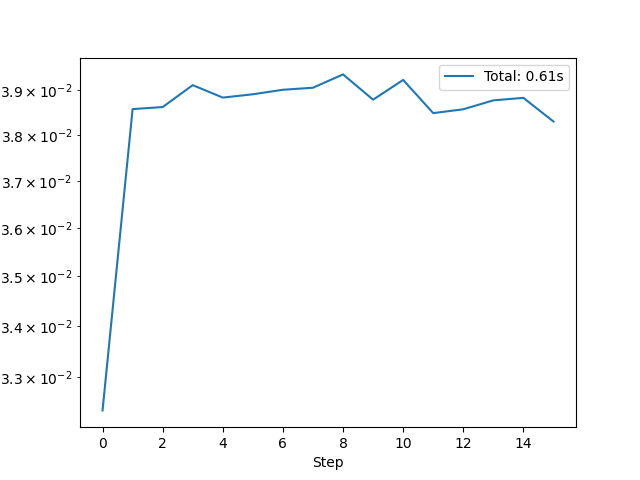 Total: 0.61s
3.9 × 10⁻²
3.8 × 10⁻²
3.7 × 10⁻²
3.6 × 10⁻²
3.5 × 10⁻²
3.4 × 10⁻²
3.3 × 10⁻²
0 2 4 6 8 10 12 14
Step